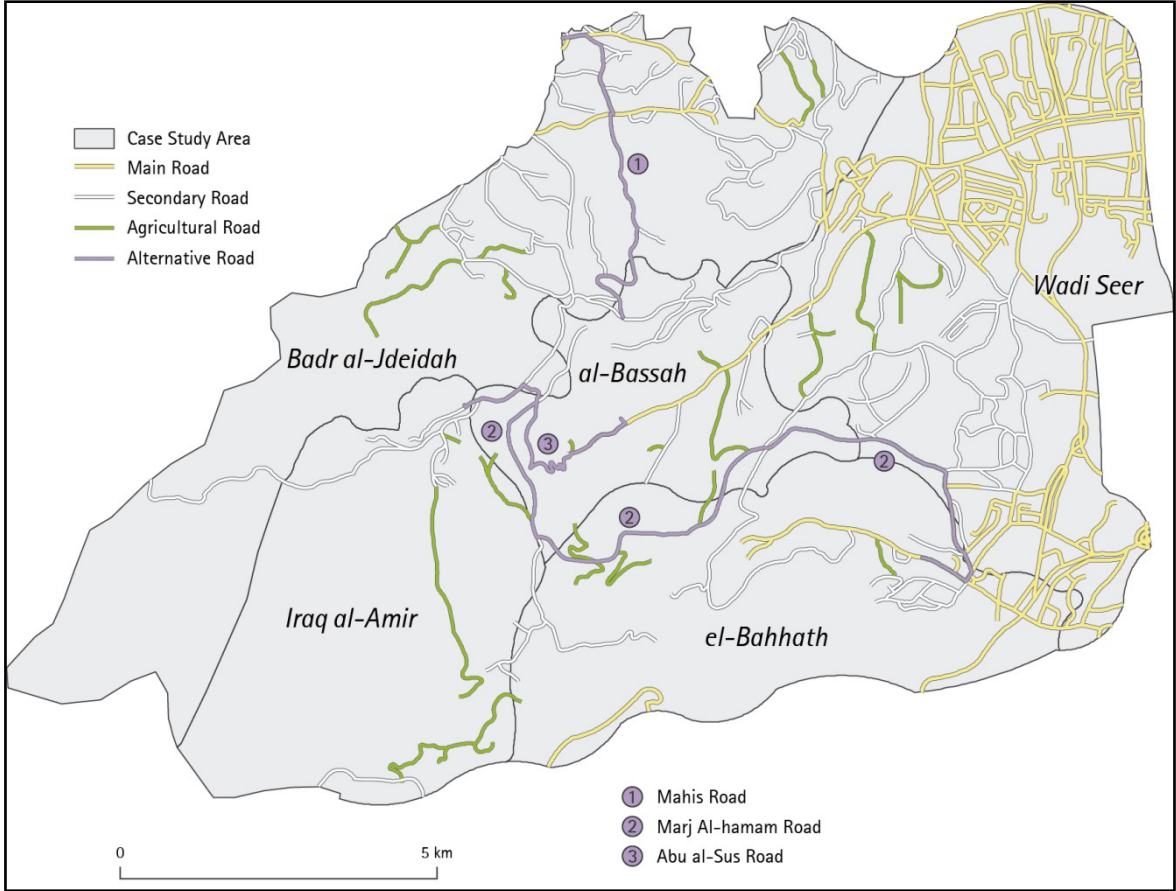 Case Study Area
Main Road
Secondary Road
Agricultural Road
Alternative Road
1
Wadi Seer
Badr al-Jdeidah
al-Bassah
2
3
2
2
Iraq al-Amir
el-Bahhath
1 Mahis Road
2 Marj Al-hamam Road
3 Abu al-Sus Road
0 5 km